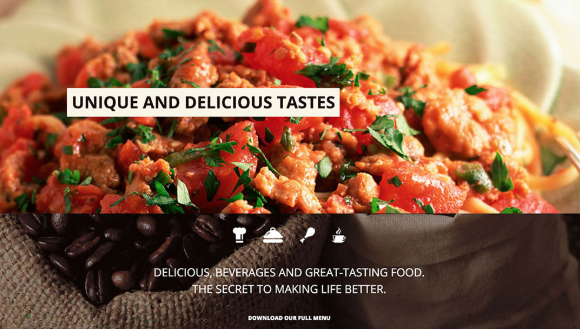 UNIQUE AND DELICIOUS TASTES
DELICIOUS, BEVERAGES AND GREAT-TASTING FOOD.
THE SECRET TO MAKING LIFE BETTER.
DOWNLOAD OUR FULL MENU